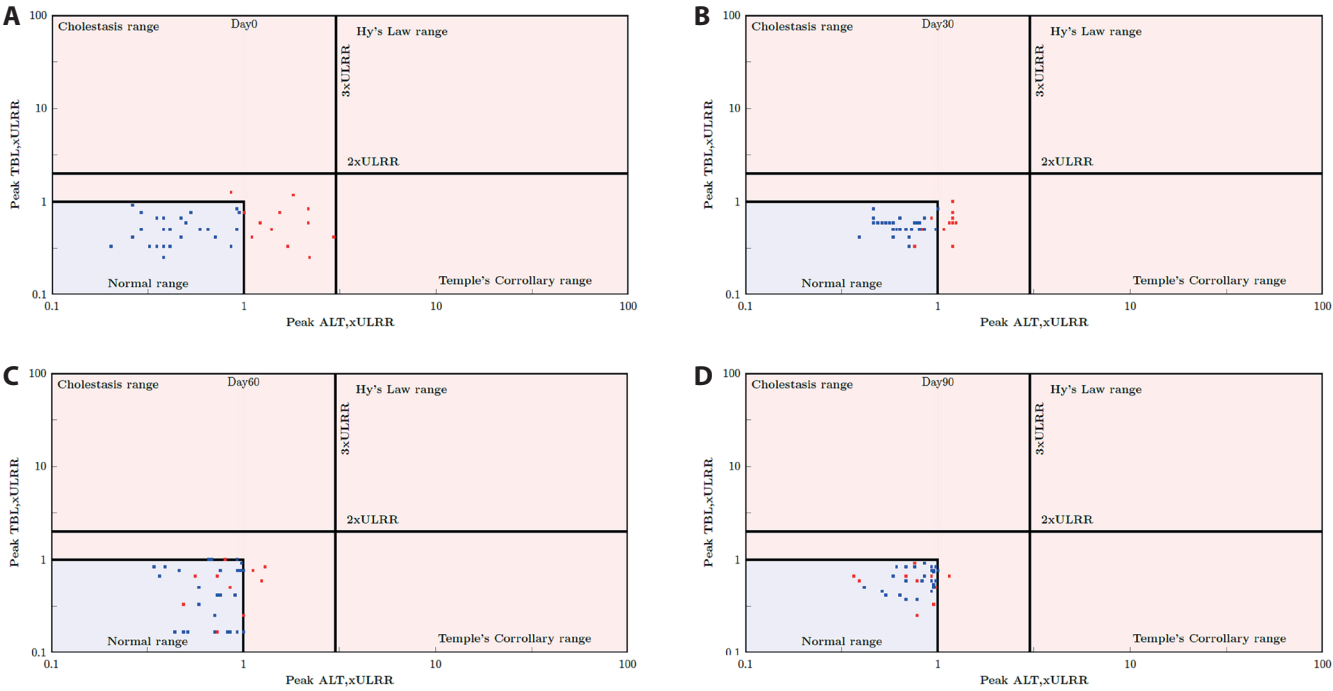 A
100
10
1
0.1
Peak TBL,xULRR
Cholestasis range
Day0
Hy's Law range
3xULRR
2xULRR
Normal range
Temple's Corrollary range
0.1
1
10
100
Peak ALT,xULRR
B
100
10
1
0.1
Peak TBL,xULRR
Cholestasis range
Day30
Hy's Law range
3xULRR
2xULRR
Normal range
Temple's Corrollary range
0.1
1
10
100
Peak ALT,xULRR
C
100
10
1
0.1
Peak TBL,xULRR
Cholestasis range
Day60
Hy's Law range
3xULRR
2xULRR
Normal range
Temple's Corrollary range
0.1
1
10
100
Peak ALT,xULRR
D
100
10
1
0.1
Peak TBL,xULRR
Cholestasis range
Day90
Hy's Law range
3xULRR
2xULRR
Normal range
Temple's Corrollary range
0.1
1
10
100
Peak ALT,xULRR